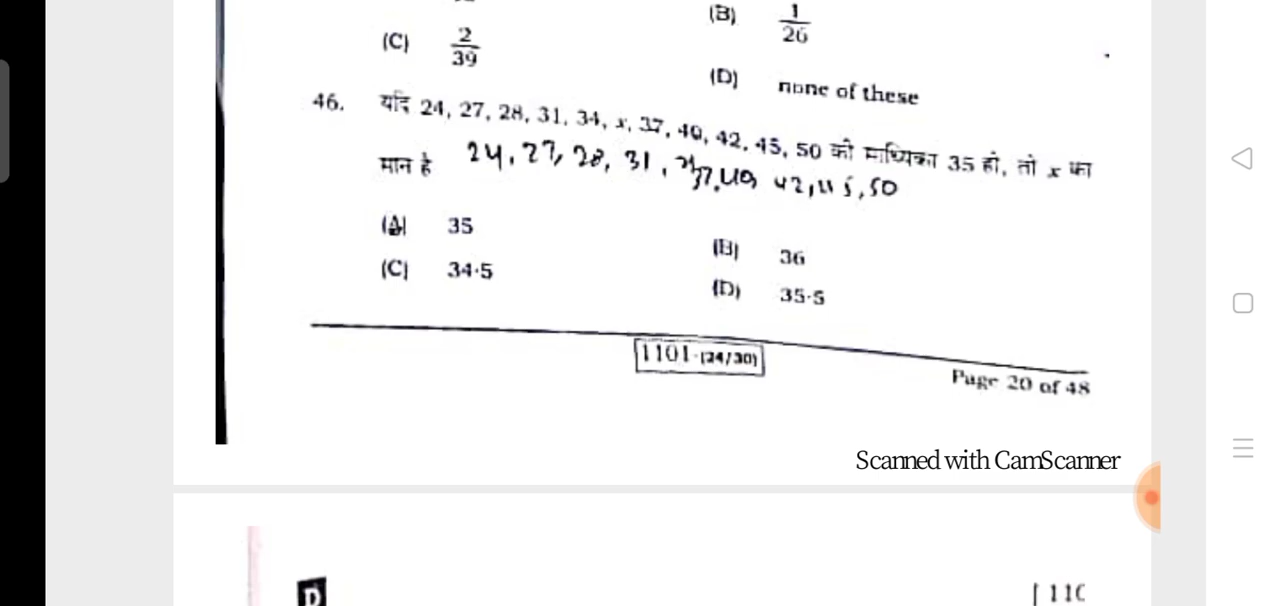 (B) 1/26
(C) 2/39
(D) none of these
46. यदि 24, 27, 28, 31, 34, x, 37, 40, 42, 45, 50 की माध्यिका 35 हो, तो x का
मान है 24, 27, 28, 31, 37, 40, 42, 45, 50
(A) 35
(B) 36
(C) 34·5
(D) 35·5
1101-(24/30)
Page 20 of 48
Scanned with CamScanner
D
[ 110